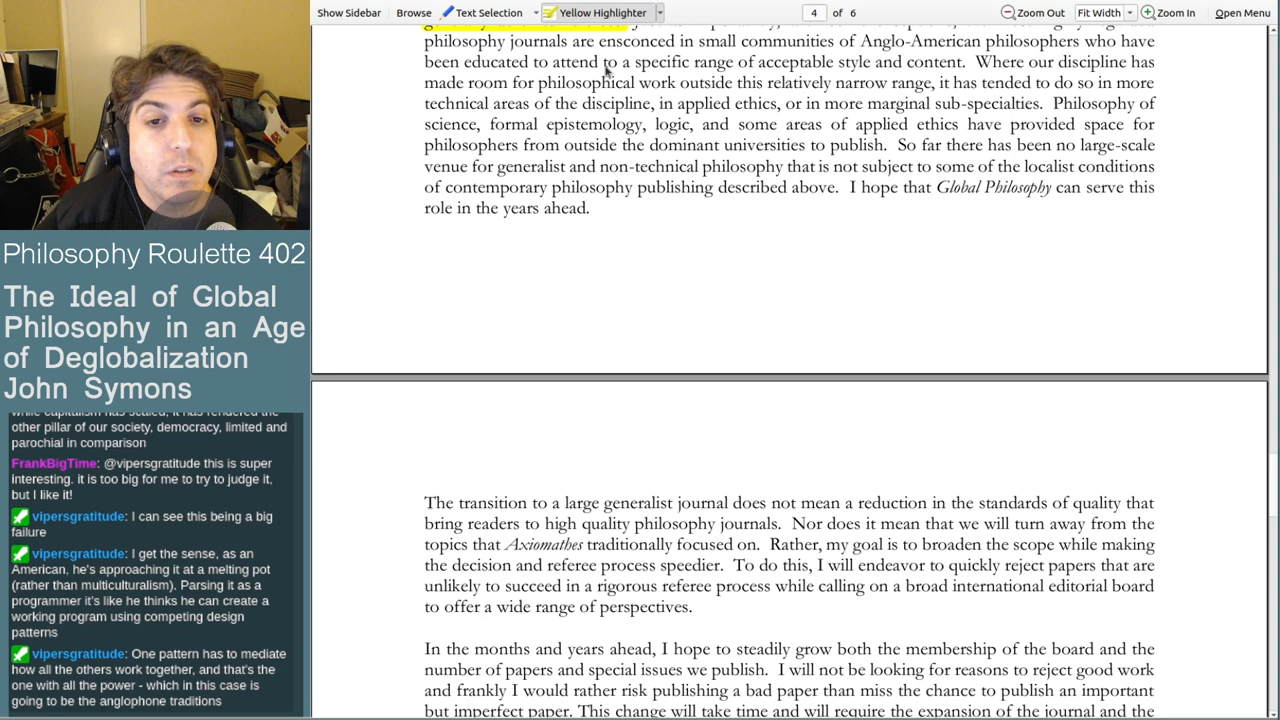 Show Sidebar Browse Text Selection Yellow Highlighter 4 of 6 Zoom Out Fit Width Zoom In Open Menu
philosophy journals are ensconced in small communities of Anglo-American philosophers who have
been educated to attend to a specific range of acceptable style and content. Where our discipline has
made room for philosophical work outside this relatively narrow range, it has tended to do so in more
technical areas of the discipline, in applied ethics, or in more marginal sub-specialties. Philosophy of
science, formal epistemology, logic, and some areas of applied ethics have provided space for
philosophers from outside the dominant universities to publish. So far there has been no large-scale
venue for generalist and non-technical philosophy that is not subject to some of the localist conditions
of contemporary philosophy publishing described above. I hope that Global Philosophy can serve this
role in the years ahead.
The transition to a large generalist journal does not mean a reduction in the standards of quality that
bring readers to high quality philosophy journals. Nor does it mean that we will turn away from the
topics that Axiomathes traditionally focused on. Rather, my goal is to broaden the scope while making
the decision and referee process speedier. To do this, I will endeavor to quickly reject papers that are
unlikely to succeed in a rigorous referee process while calling on a broad international editorial board
to offer a wide range of perspectives.
In the months and years ahead, I hope to steadily grow both the membership of the board and the
number of papers and special issues we publish. I will not be looking for reasons to reject good work
and frankly I would rather risk publishing a bad paper than miss the chance to publish an important
but imperfect paper. This change will take time and will require the expansion of the journal and the
Philosophy Roulette 402
The Ideal of Global
Philosophy in an Age
of Deglobalization
John Symons
while capitalism has scaled, it has rendered the
other pillar of our society, democracy, limited and
parochial in comparison
FrankBigTime: @vipersgratitude this is super
interesting. it is too big for me to try to judge it,
but I like it!
vipersgratitude: I can see this being a big
failure
vipersgratitude: I get the sense, as an
American, he's approaching it at a melting pot
(rather than multiculturalism). Parsing it as a
programmer it's like he thinks he can create a
working program using competing design
patterns
vipersgratitude: One pattern has to mediate
how all the others work together, and that's the
one with all the power - which in this case is
going to be the anglophone traditions